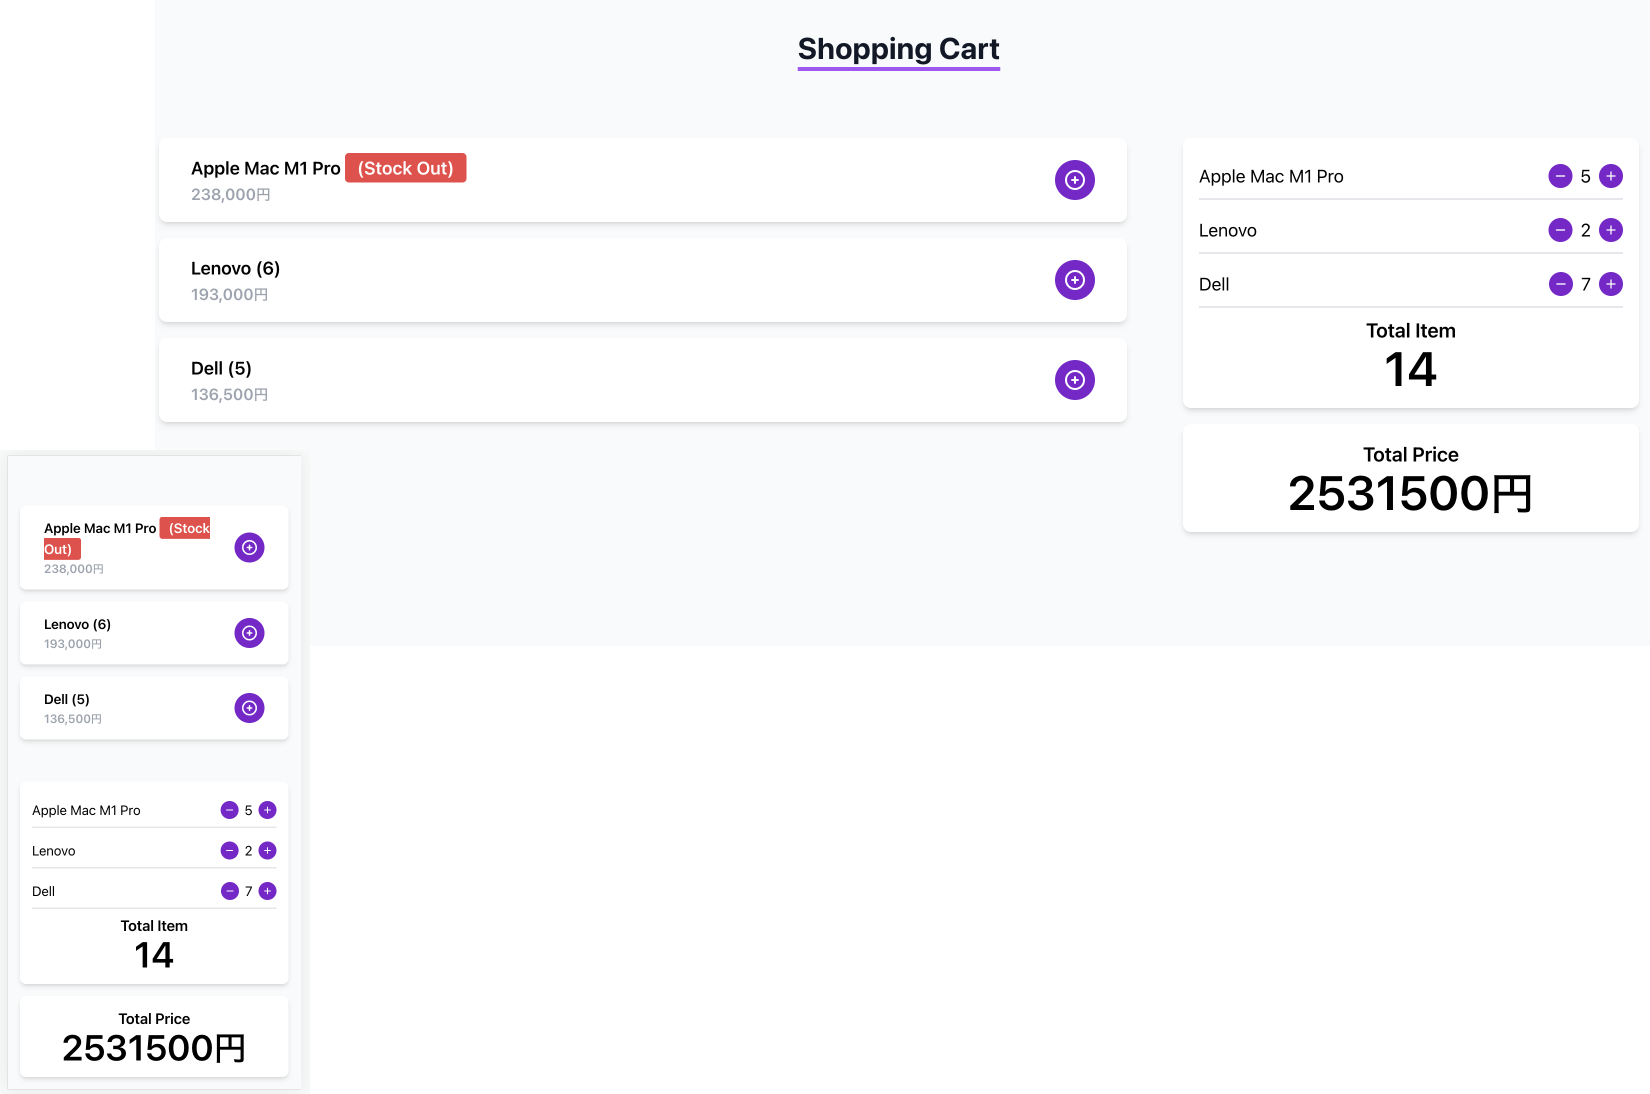 Shopping Cart
Apple Mac M1 Pro (Stock Out)
238,000円
Lenovo (6)
193,000円
Dell (5)
136,500円
Apple Mac M1 Pro 5
Lenovo 2
Dell 7
Total Item
14
Total Price
2531500円
Apple Mac M1 Pro (Stock
Out)
238,000円
Lenovo (6)
193,000円
Dell (5)
136,500円
Apple Mac M1 Pro 5
Lenovo 2
Dell 7
Total Item
14
Total Price
2531500円